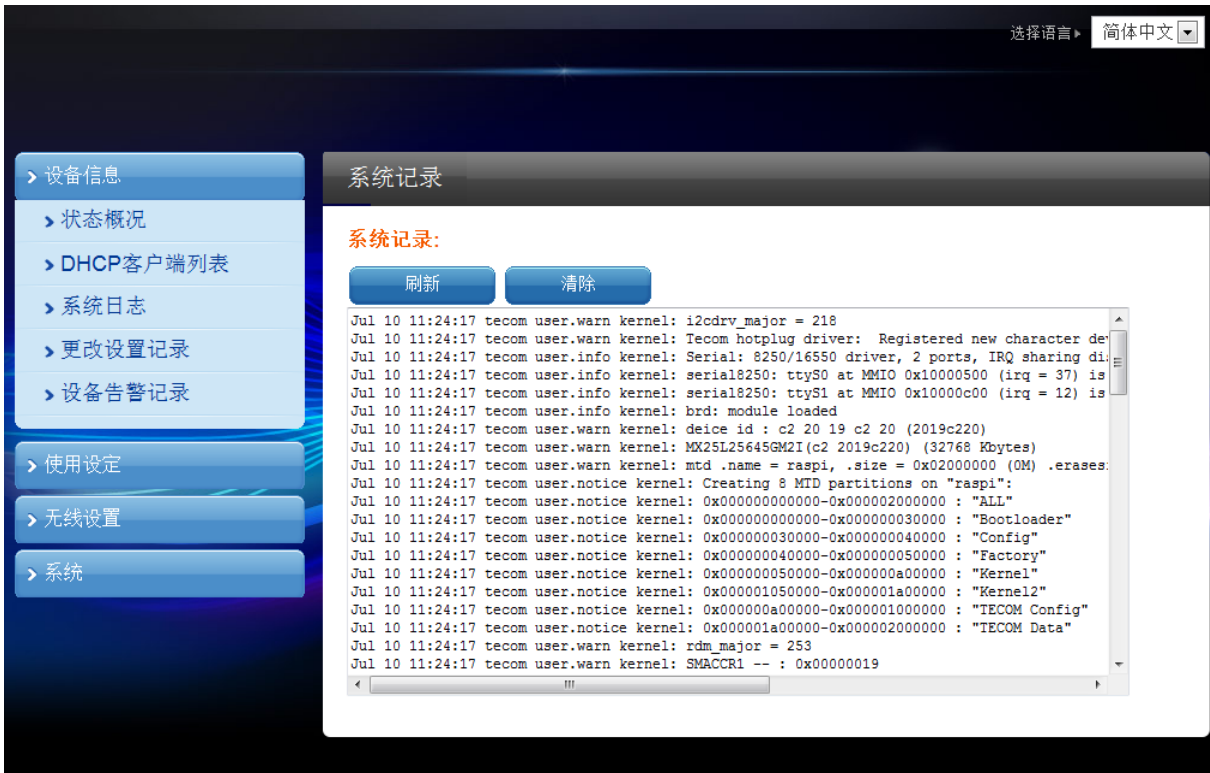 选择语言
简体中文
设备信息
状态概况
DHCP客户端列表
系统日志
更改设置记录
设备告警记录
使用设定
无线设置
系统
系统记录
系统记录:
刷新 清除
Jul 10 11:24:17 tecom user.warn kernel: i2cdrv_major = 218
Jul 10 11:24:17 tecom user.warn kernel: Tecom hotplug driver:  Registered new character
Jul 10 11:24:17 tecom user.info kernel: Serial: 8250/16550 driver, 2 ports, IRQ sharing
Jul 10 11:24:17 tecom user.info kernel: serial8250: ttyS0 at MMIO 0x10000500 (irq = 37) is
Jul 10 11:24:17 tecom user.info kernel: serial8250: ttyS1 at MMIO 0x10000c00 (irq = 12) is
Jul 10 11:24:17 tecom user.info kernel: brd: module loaded
Jul 10 11:24:17 tecom user.warn kernel: deice id : c2 20 19 c2 20 (2019c220)
Jul 10 11:24:17 tecom user.warn kernel: MX25L25645GM2I(c2 2019c220) (32768 Kbytes)
Jul 10 11:24:17 tecom user.warn kernel: mtd .name = raspi, .size = 0x02000000 (0M) .erases
Jul 10 11:24:17 tecom user.notice kernel: Creating 8 MTD partitions on "raspi":
Jul 10 11:24:17 tecom user.notice kernel: 0x000000000000-0x000002000000 : "ALL"
Jul 10 11:24:17 tecom user.notice kernel: 0x000000000000-0x000000030000 : "Bootloader"
Jul 10 11:24:17 tecom user.notice kernel: 0x000000030000-0x000000040000 : "Config"
Jul 10 11:24:17 tecom user.notice kernel: 0x000000040000-0x000000050000 : "Factory"
Jul 10 11:24:17 tecom user.notice kernel: 0x000000050000-0x000000a00000 : "Kernel"
Jul 10 11:24:17 tecom user.notice kernel: 0x000001050000-0x000001a00000 : "Kernel2"
Jul 10 11:24:17 tecom user.notice kernel: 0x000000a00000-0x000001000000 : "TECOM Config"
Jul 10 11:24:17 tecom user.notice kernel: 0x000001a00000-0x000002000000 : "TECOM Data"
Jul 10 11:24:17 tecom user.warn kernel: rdm_major = 253
Jul 10 11:24:17 tecom user.warn kernel: SMACCR1 -- : 0x00000019